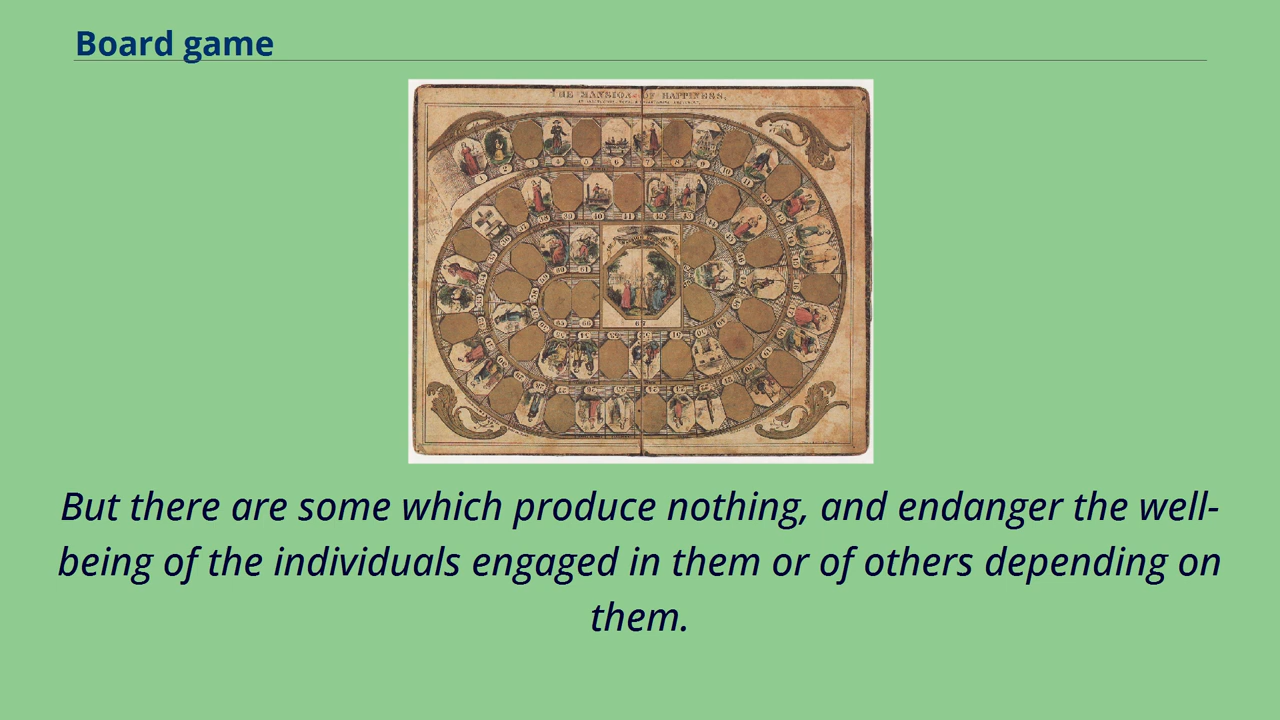 Board game
THE MANSION OF HAPPINESS.
But there are some which produce nothing, and endanger the well-
being of the individuals engaged in them or of others depending on
them.